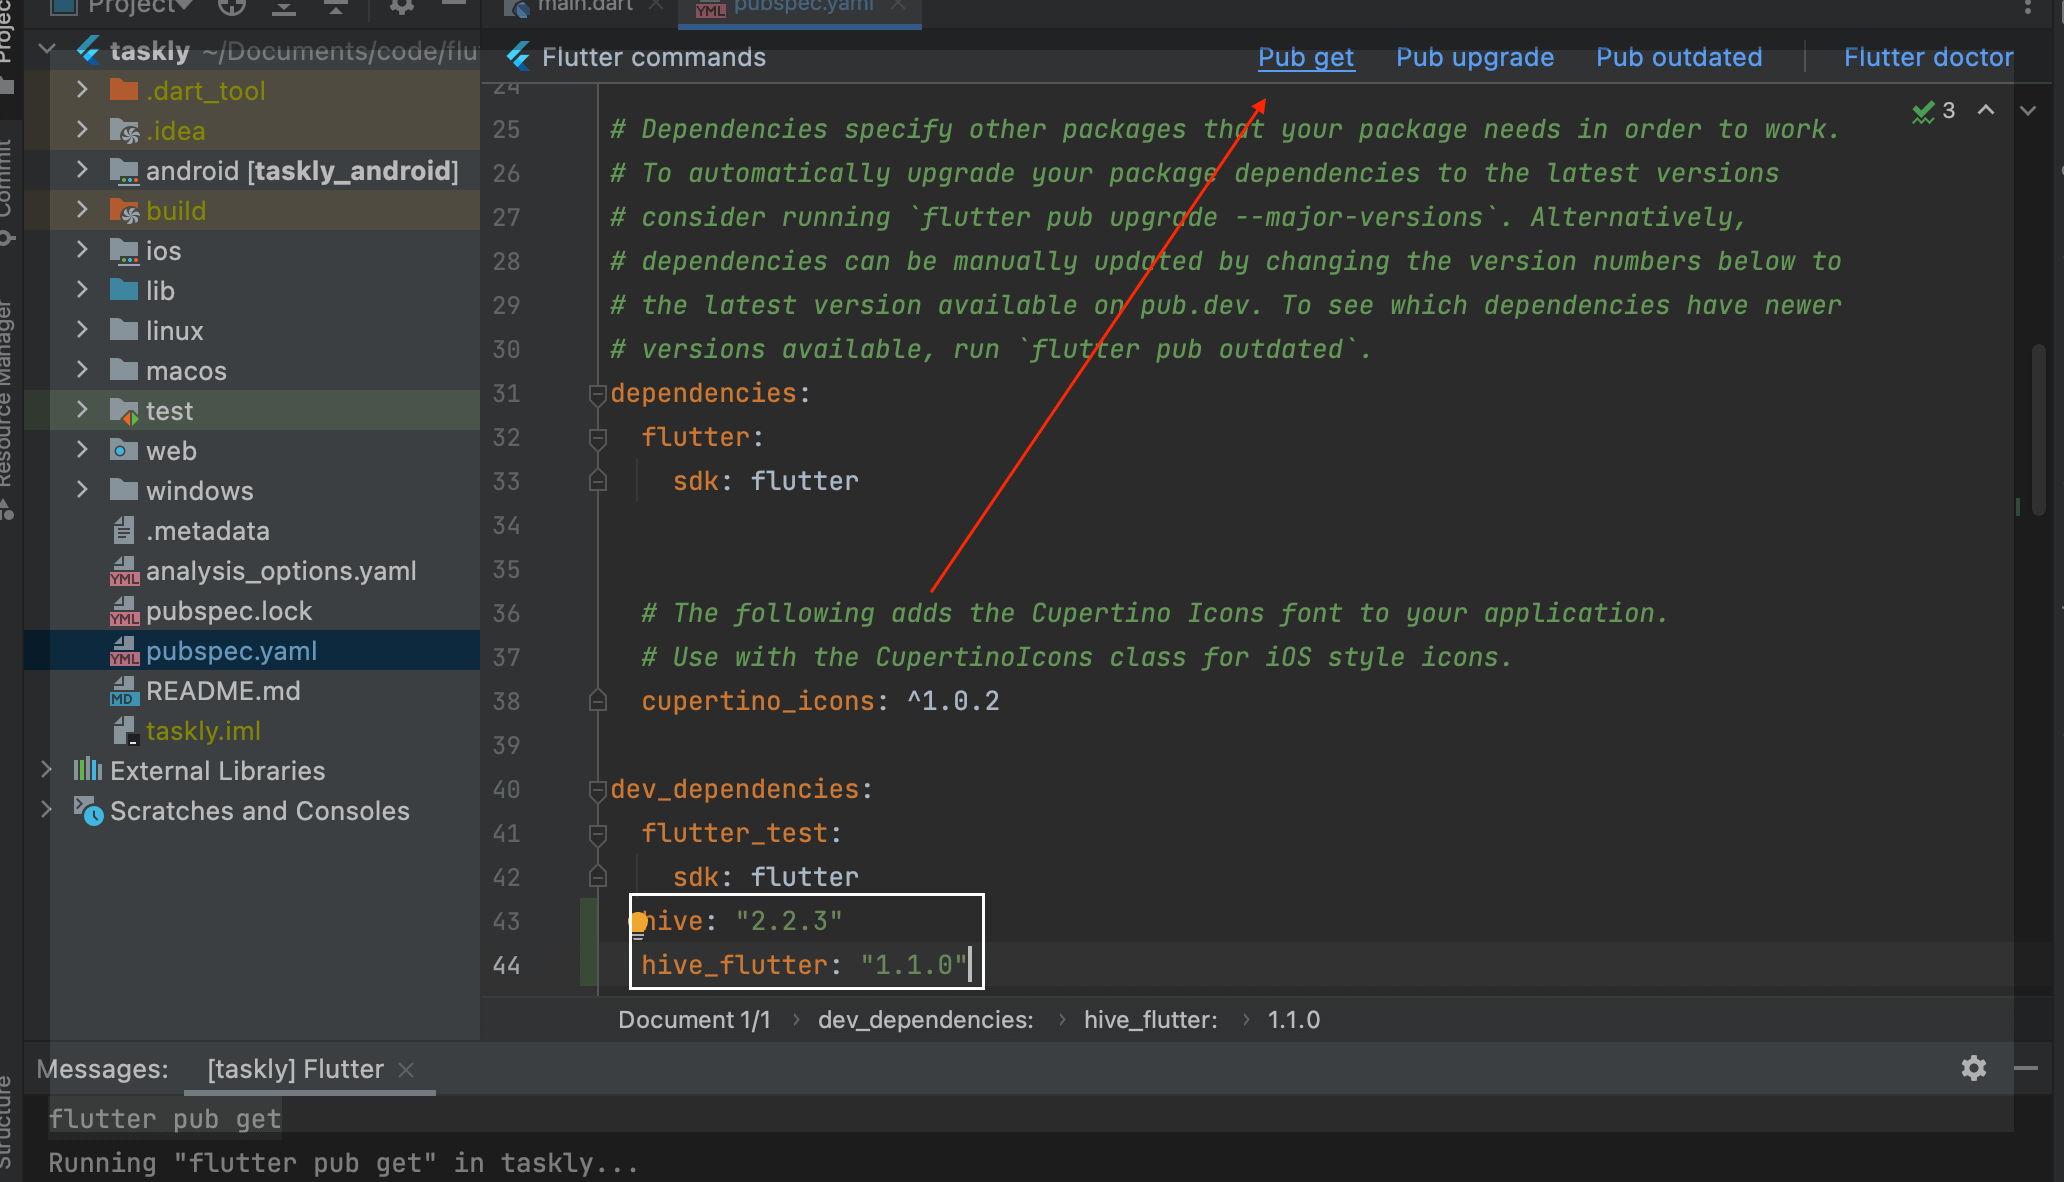 Project
main.dart
pubspec.yaml
taskly ~/Documents/code/flu
Flutter commands
Pub get
Pub upgrade
Pub outdated
Flutter doctor
.dart_tool
.idea
android [taskly_android]
build
ios
lib
linux
macos
test
web
windows
.metadata
YML analysis_options.yaml
YML pubspec.lock
YML pubspec.yaml
MD README.md
taskly.iml
External Libraries
Scratches and Consoles
Commit
Resource Manager
Structure
3
24
25 # Dependencies specify other packages that your package needs in order to work.
26 # To automatically upgrade your package dependencies to the latest versions
27 # consider running `flutter pub upgrade --major-versions`. Alternatively,
28 # dependencies can be manually updated by changing the version numbers below to
29 # the latest version available on pub.dev. To see which dependencies have newer
30 # versions available, run `flutter pub outdated`.
31 dependencies:
32 flutter:
33 sdk: flutter
34
35
36 # The following adds the Cupertino Icons font to your application.
37 # Use with the CupertinoIcons class for iOS style icons.
38 cupertino_icons: ^1.0.2
39
40 dev_dependencies:
41 flutter_test:
42 sdk: flutter
43 hive: "2.2.3"
44 hive_flutter: "1.1.0"
Document 1/1 › dev_dependencies: › hive_flutter: › 1.1.0
Messages: [taskly] Flutter
flutter pub get
Running "flutter pub get" in taskly...